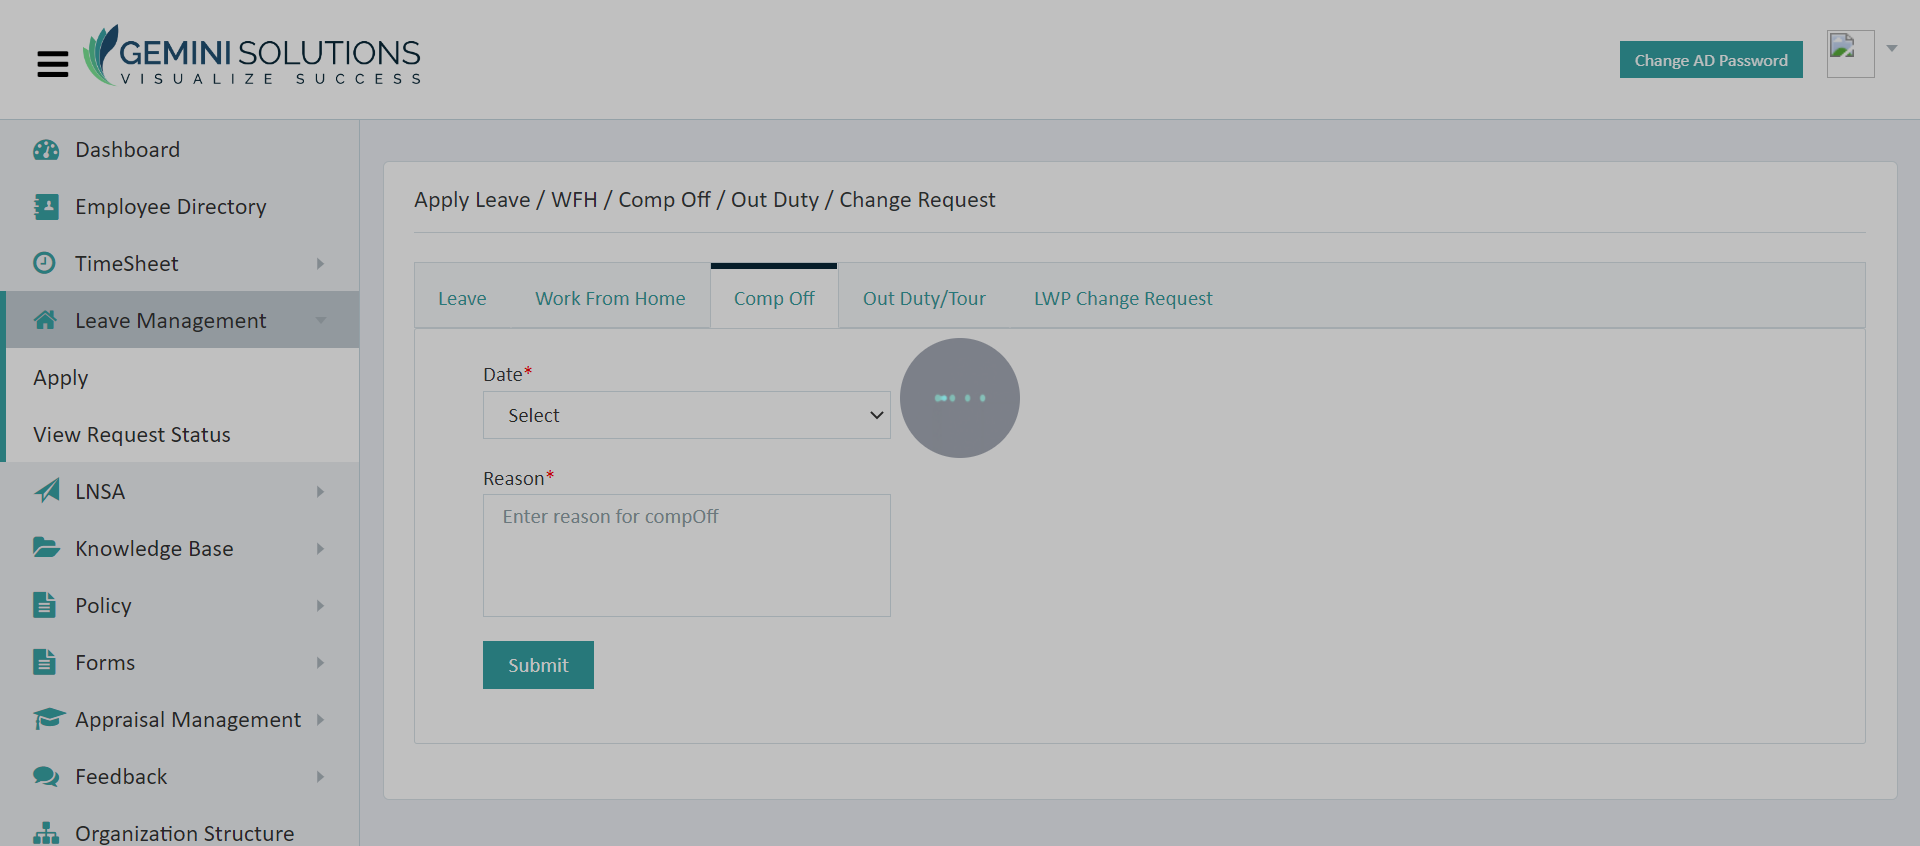 GEMINI SOLUTIONS
VISUALIZE SUCCESS
Change AD Password
Dashboard
Employee Directory
TimeSheet
Leave Management
Apply
View Request Status
LNSA
Knowledge Base
Policy
Forms
Appraisal Management
Feedback
Organization Structure
Apply Leave / WFH / Comp Off / Out Duty / Change Request
Leave Work From Home Comp Off Out Duty/Tour LWP Change Request
Date*
Select
Reason*
Enter reason for compOff
Submit